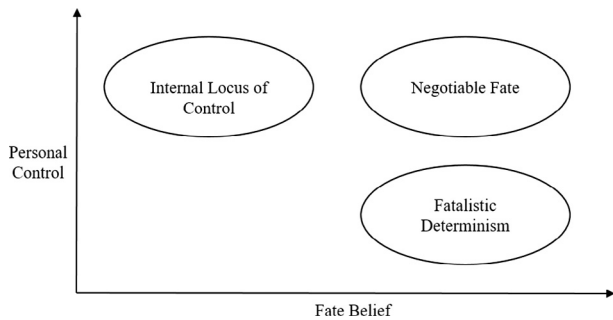 Internal Locus of
Control
Negotiable Fate
Personal
Control
Fatalistic
Determinism
Fate Belief